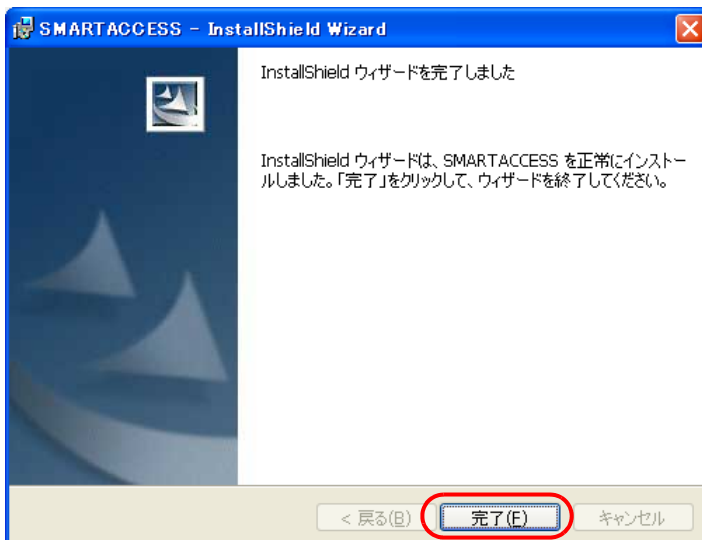 SMARTACCESS - InstallShield Wizard
InstallShield ウィザードを完了しました
InstallShield ウィザードは、SMARTACCESS を正常にインストー
ルしました。「完了」をクリックして、ウィザードを終了してください。
< 戻る(B)
完了(F)
キャンセル